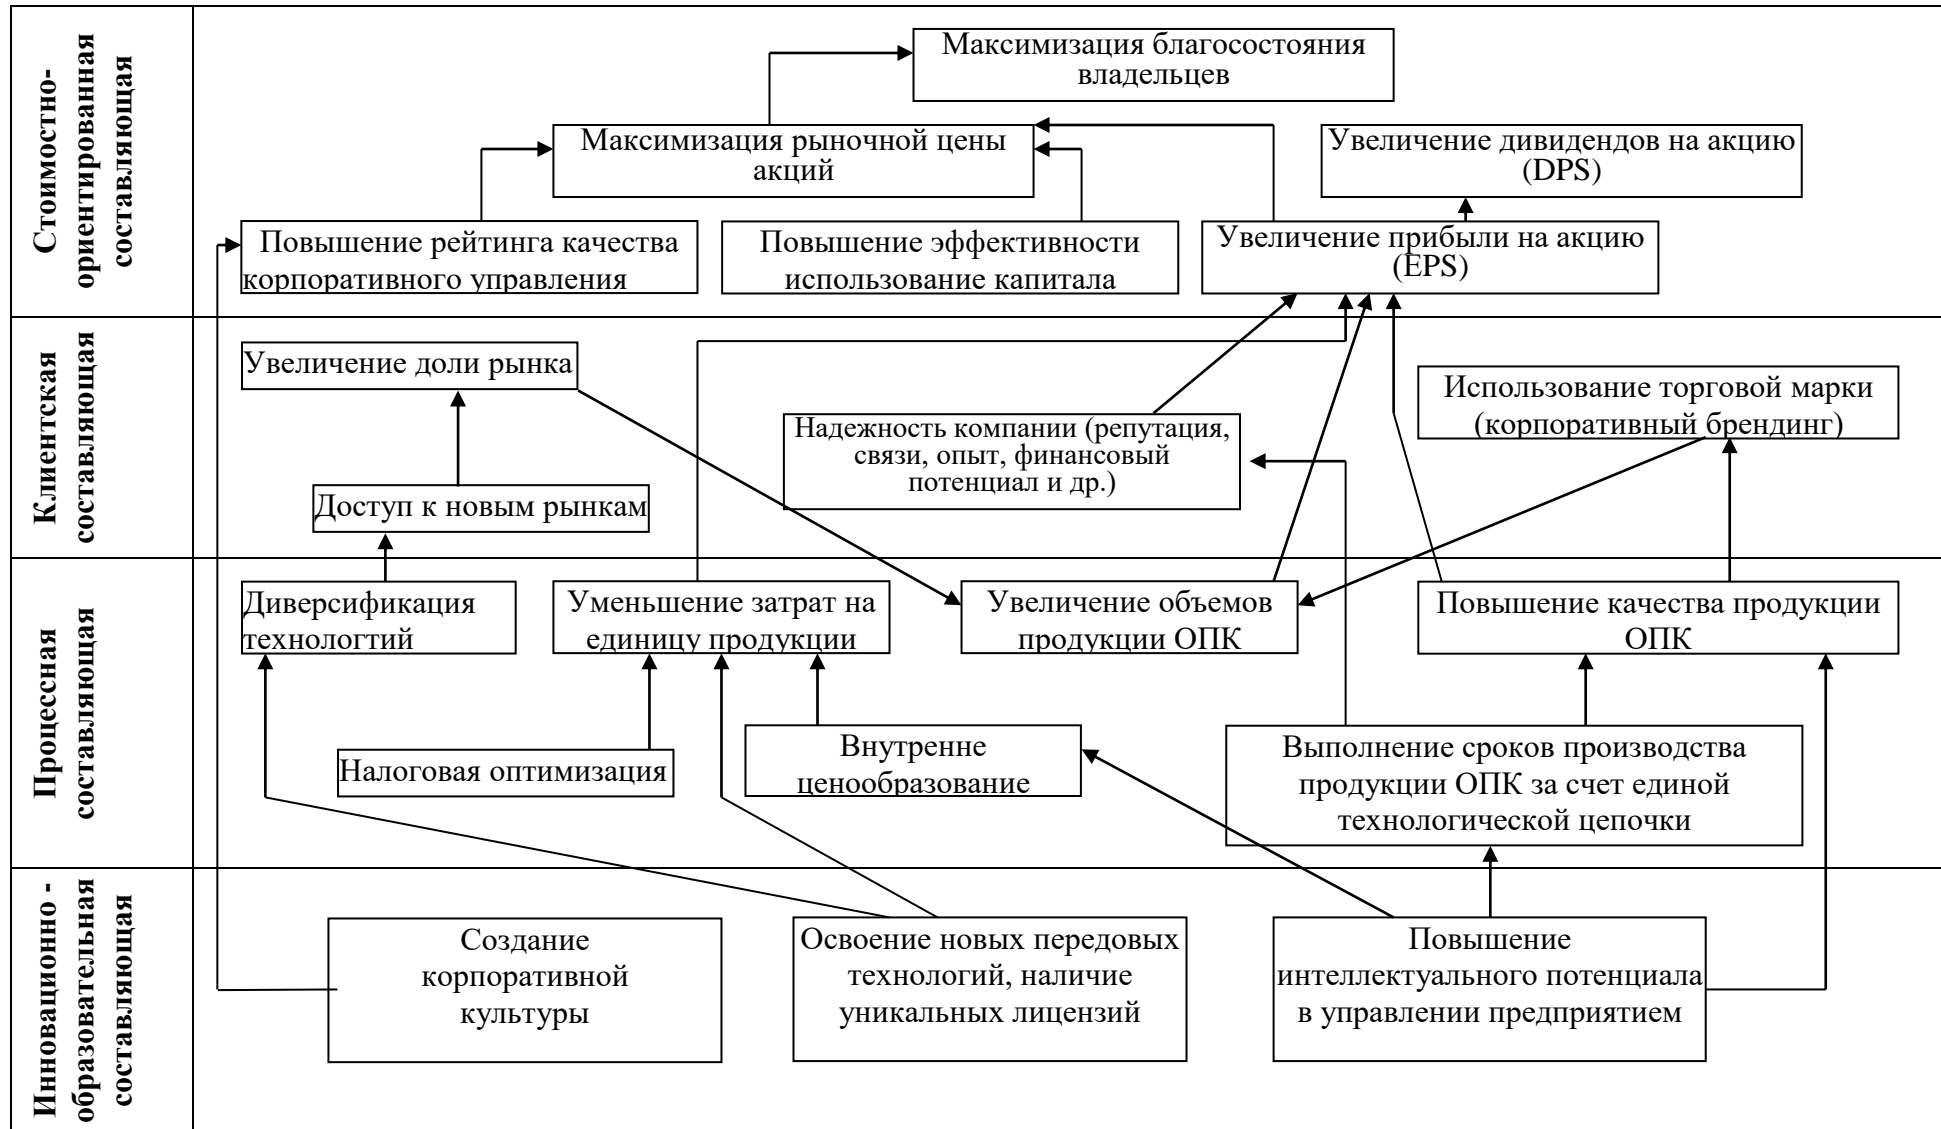 Стоимостно-
ориентированная
составляющая
Максимизация благосостояния
владельцев
Максимизация рыночной цены
акций
Увеличение дивидендов на акцию
(DPS)
Повышение рейтинга качества
корпоративного управления
Повышение эффективности
использование капитала
Увеличение прибыли на акцию
(EPS)
Клиентская
составляющая
Увеличение доли рынка
Использование торговой марки
(корпоративный брендинг)
Надежность компании (репутация,
связи, опыт, финансовый
потенциал и др.)
Доступ к новым рынкам
Процессная
составляющая
Диверсификация
технологтий
Уменьшение затрат на
единицу продукции
Увеличение объемов
продукции ОПК
Повышение качества продукции
ОПК
Налоговая оптимизация
Внутренне
ценообразование
Выполнение сроков производства
продукции ОПК за счет единой
технологической цепочки
Инновационно -
образовательная
составляющая
Создание
корпоративной
культуры
Освоение новых передовых
технологий, наличие
уникальных лицензий
Повышение
интеллектуального потенциала
в управлении предприятием